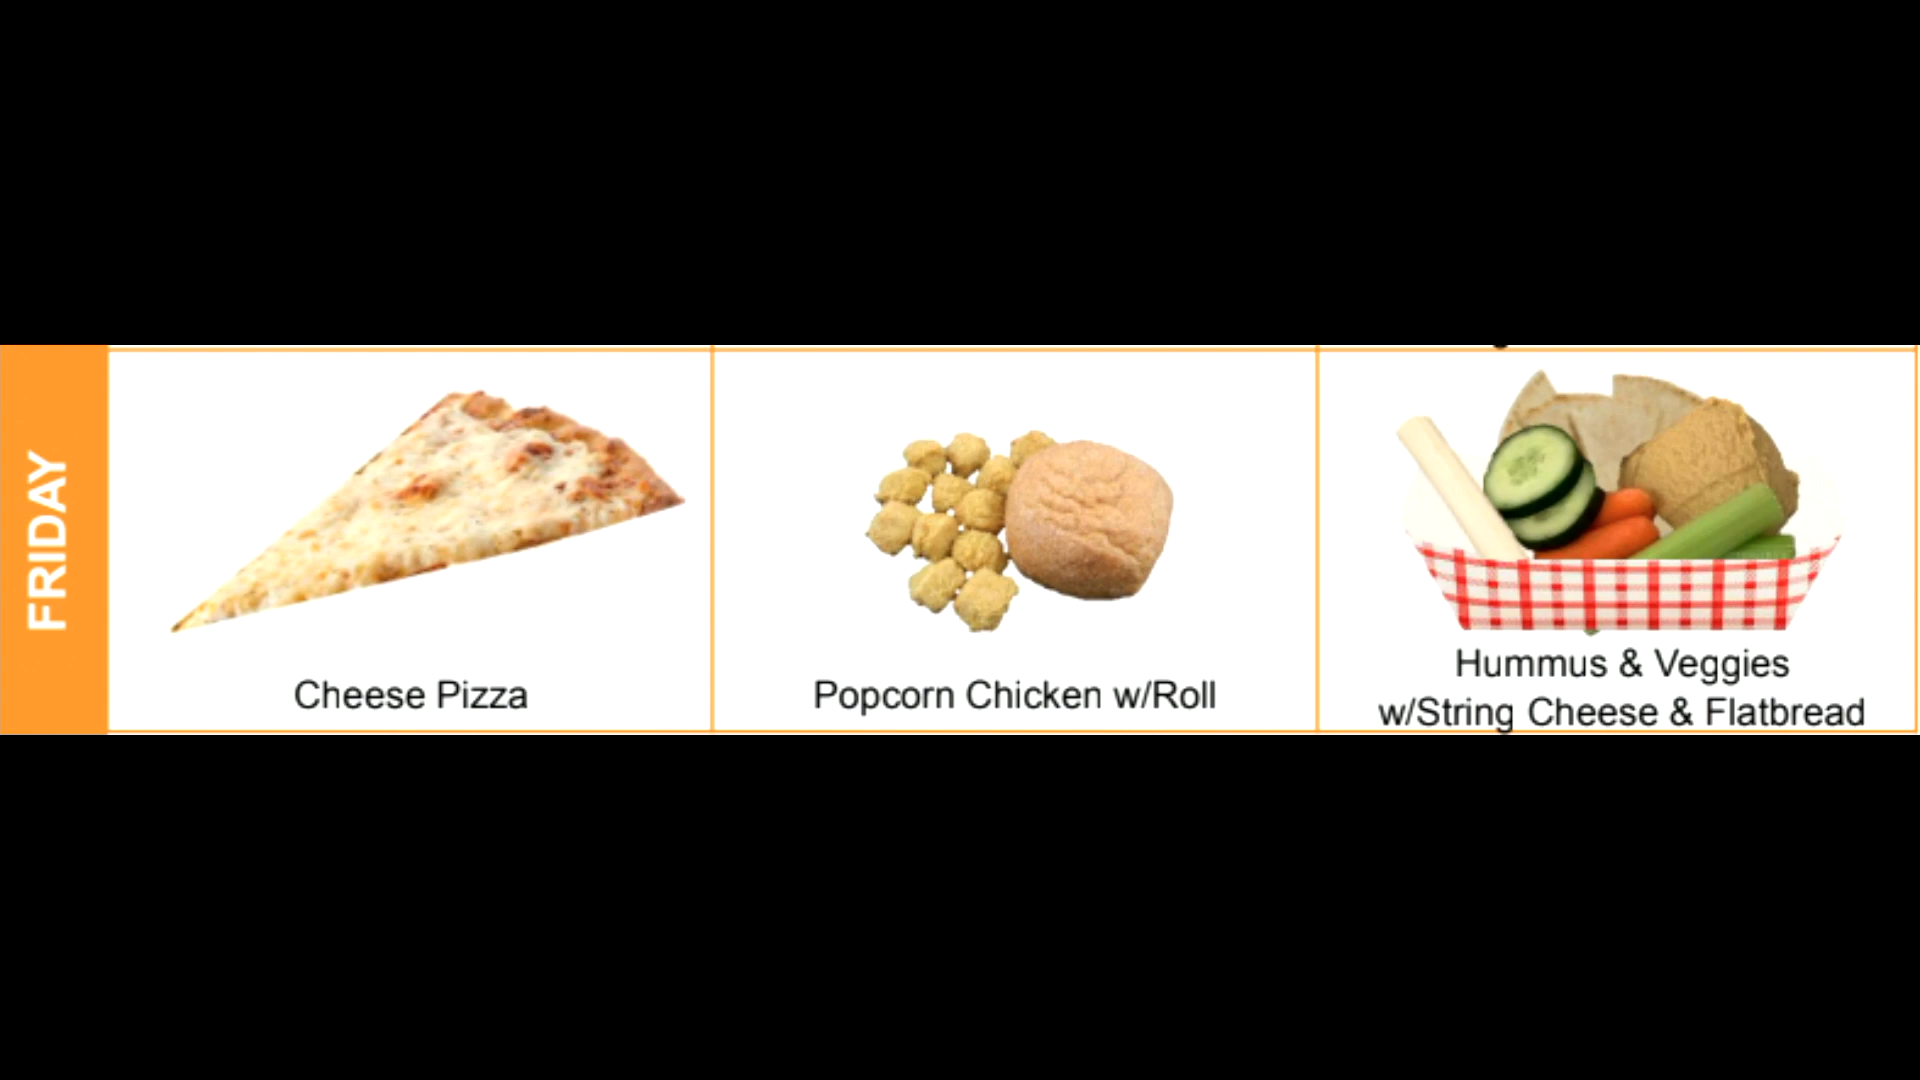 FRIDAY
Cheese Pizza
Popcorn Chicken w/Roll
Hummus & Veggies
w/String Cheese & Flatbread